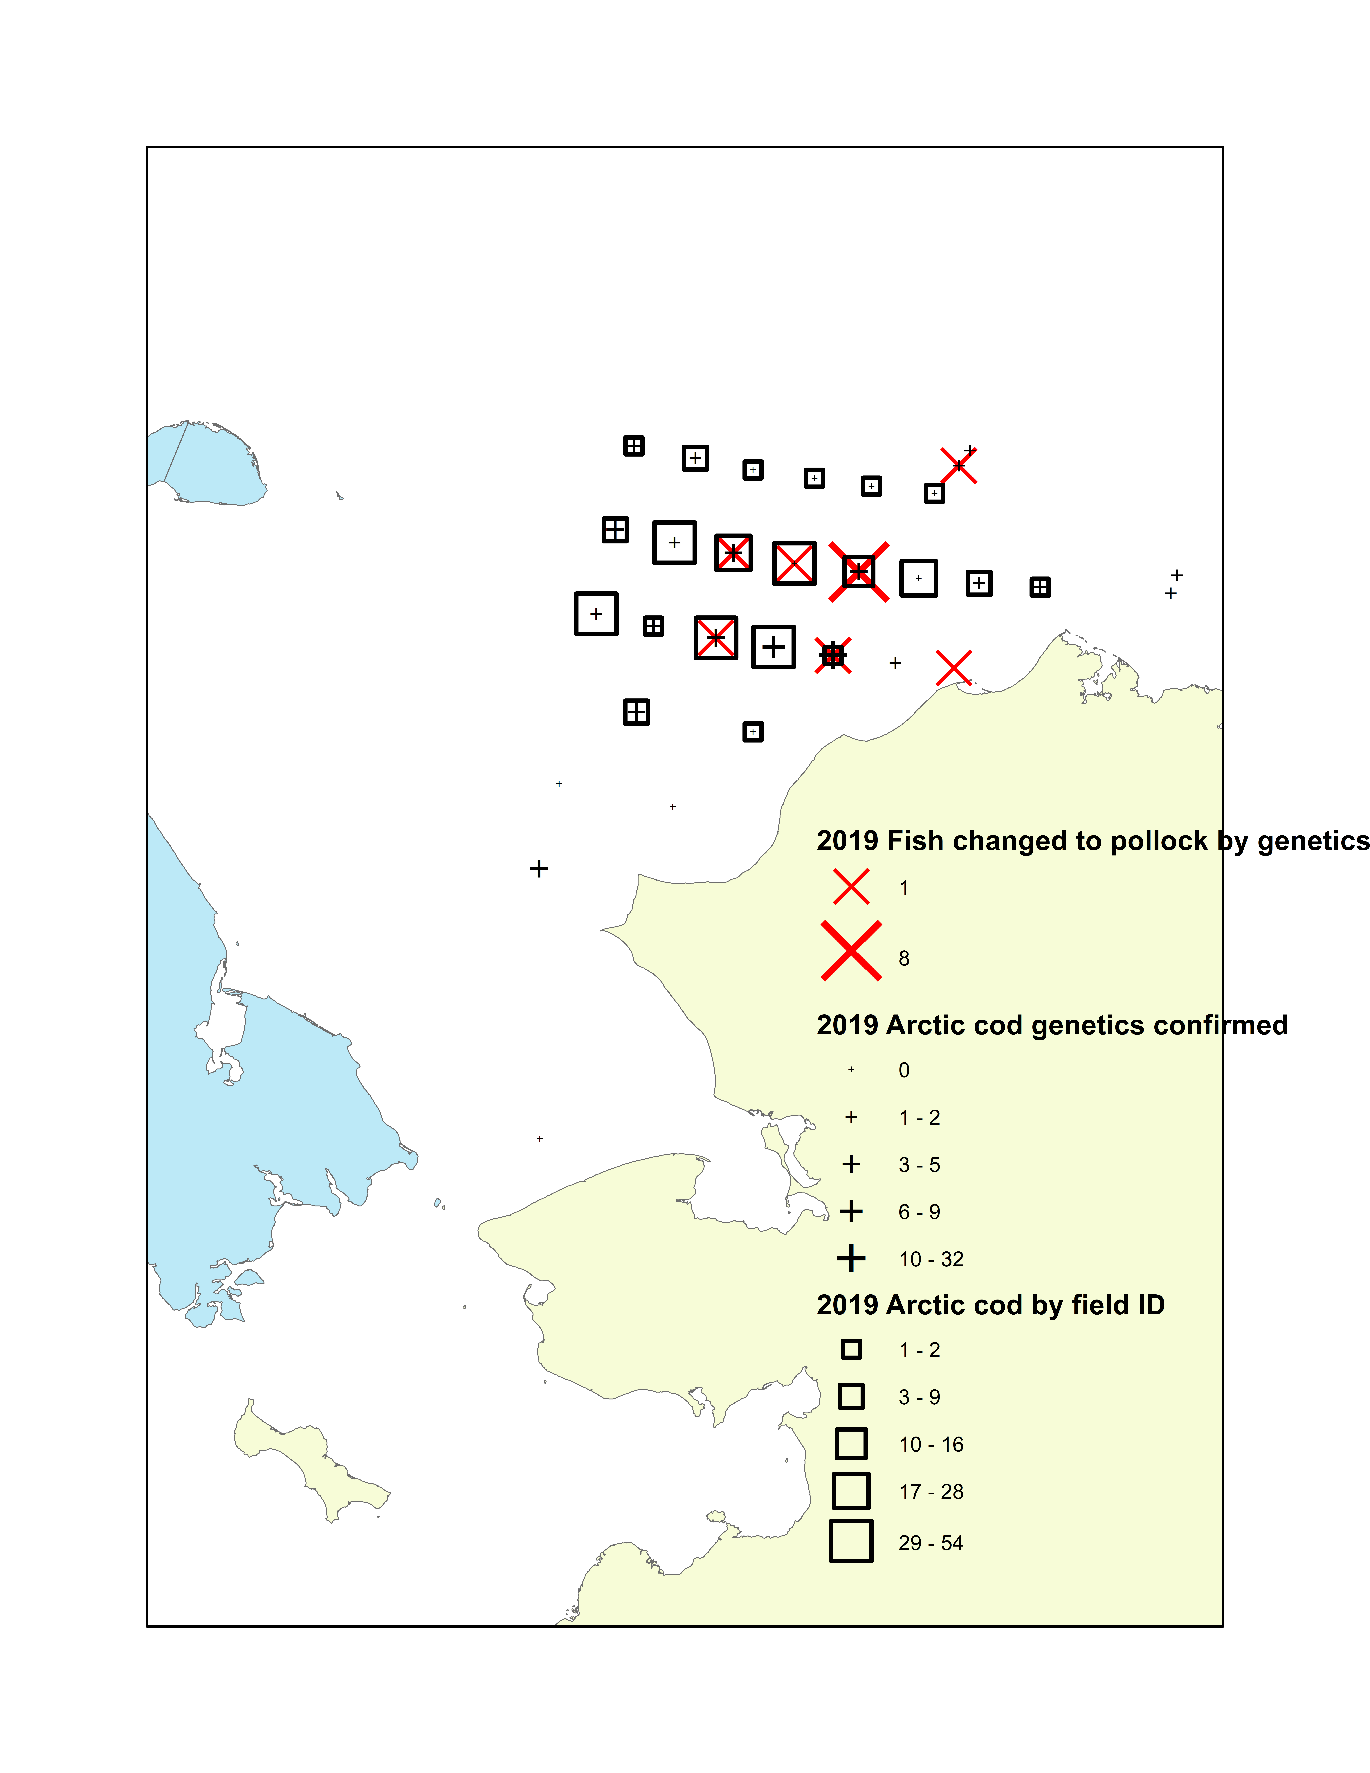 2019 Fish changed to pollock by genetics
1
8
2019 Arctic cod genetics confirmed
0
1 - 2
3 - 5
6 - 9
10 - 32
2019 Arctic cod by field ID
1 - 2
3 - 9
10 - 16
17 - 28
29 - 54